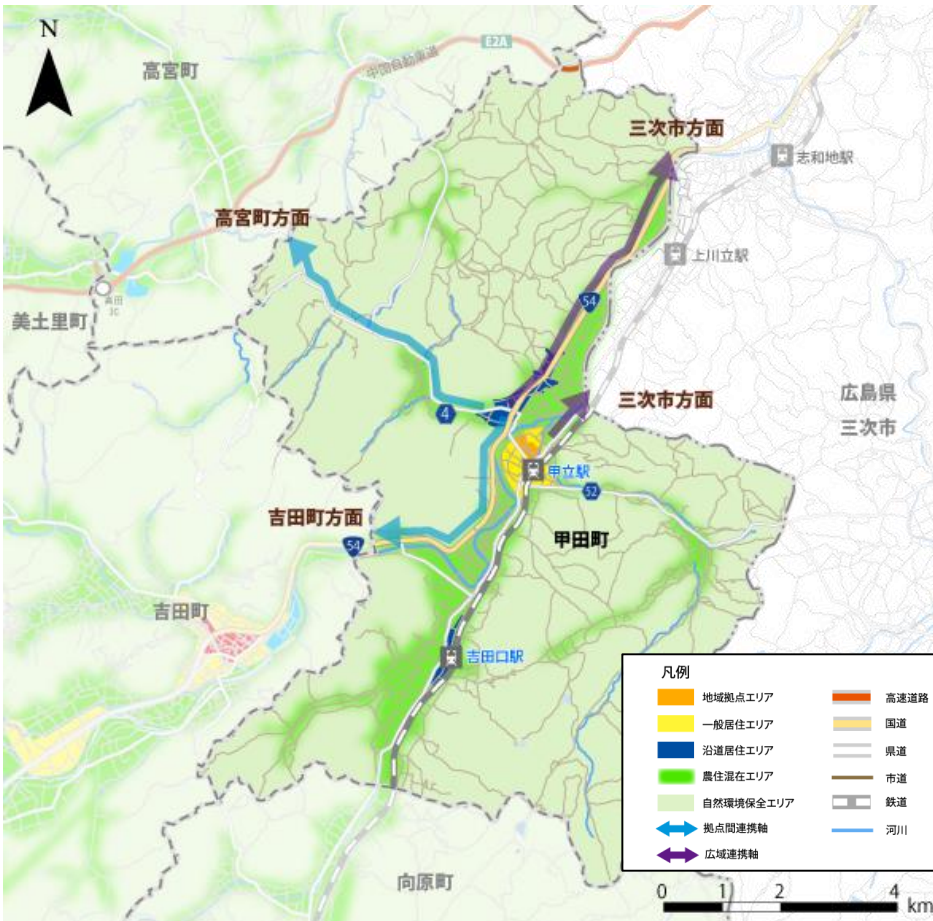 N
E2A
中国自動車道
高宮町
三次市方面
志和地駅
高宮町方面
上川立駅
高田
IC
美土里町
54
広島県
三次市
4
三次市方面
甲立駅
52
吉田町方面
甲田町
54
吉田町
吉田口駅
向原町
凡例
地域拠点エリア
一般居住エリア
沿道居住エリア
農住混在エリア
自然環境保全エリア
拠点間連携軸
広域連携軸
高速道路
国道
県道
市道
鉄道
河川
0 1 2 4
km